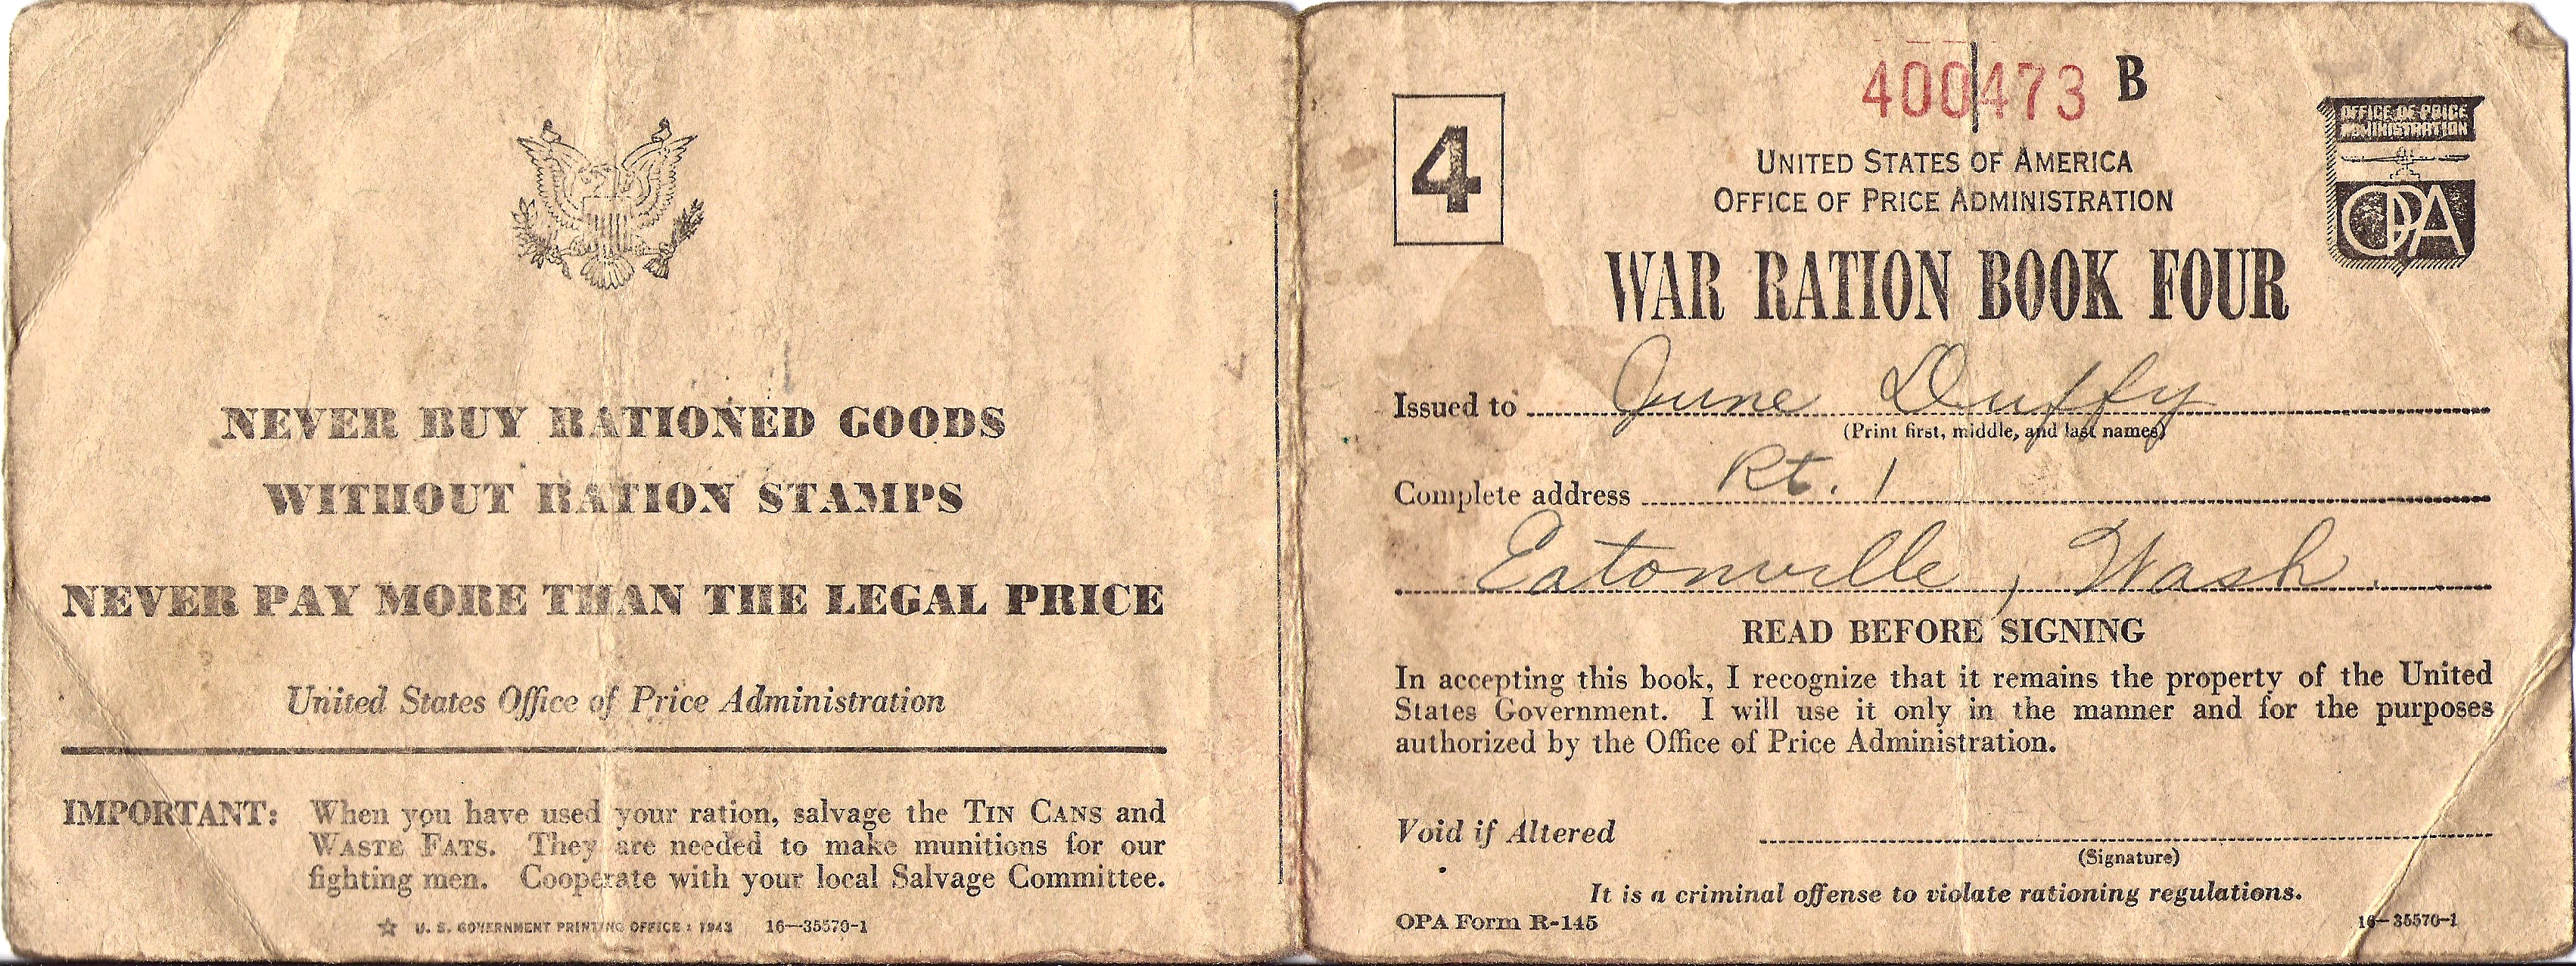 NEVER BUY RATIONED GOODS
WITHOUT RATION STAMPS
NEVER PAY MORE THAN THE LEGAL PRICE
United States Office of Price Administration
IMPORTANT: When you have used your ration, salvage the TIN CANS and
WASTE FATS. They are needed to make munitions for our
fighting men. Cooperate with your local Salvage Committee.
☆ U. S. GOVERNMENT PRINTING OFFICE : 1943 16—35570-1
400473 B
4
OFFICE OF PRICE
ADMINISTRATION
OPA
UNITED STATES OF AMERICA
OFFICE OF PRICE ADMINISTRATION
WAR RATION BOOK FOUR
Issued to June Duffy
(Print first, middle, and last names)
Complete address Rt. 1
Eatonville, Wash.
READ BEFORE SIGNING
In accepting this book, I recognize that it remains the property of the United
States Government. I will use it only in the manner and for the purposes
authorized by the Office of Price Administration.
Void if Altered
(Signature)
It is a criminal offense to violate rationing regulations.
OPA Form R-145 16—35570-1